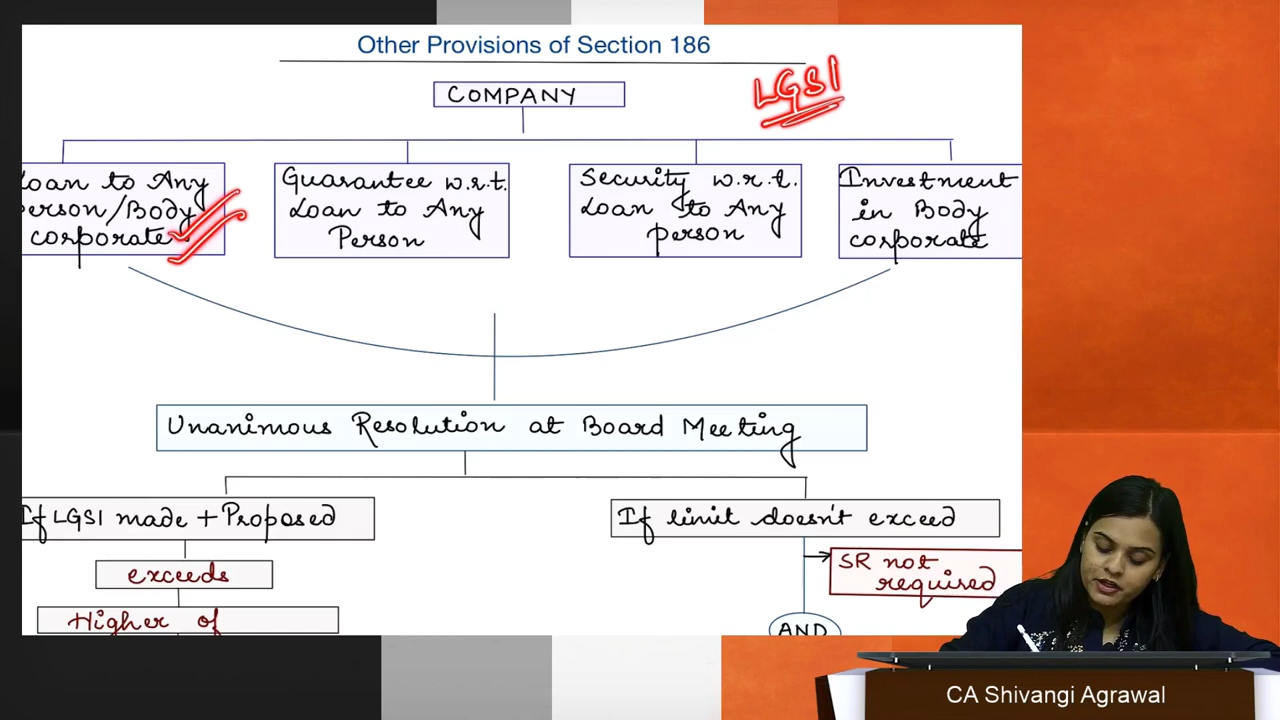 Other Provisions of Section 186
LGSI
COMPANY
Loan to Any
Person/Body
corporate
Guarantee w.r.t.
Loan to Any
Person
Security w.r.t.
Loan to Any
person
Investment
in Body
corporate
Unanimous Resolution at Board Meeting
If LGSI made + Proposed
exceeds
Higher of
If limit doesn't exceed
SR not
required
AND
CA Shivangi Agrawal